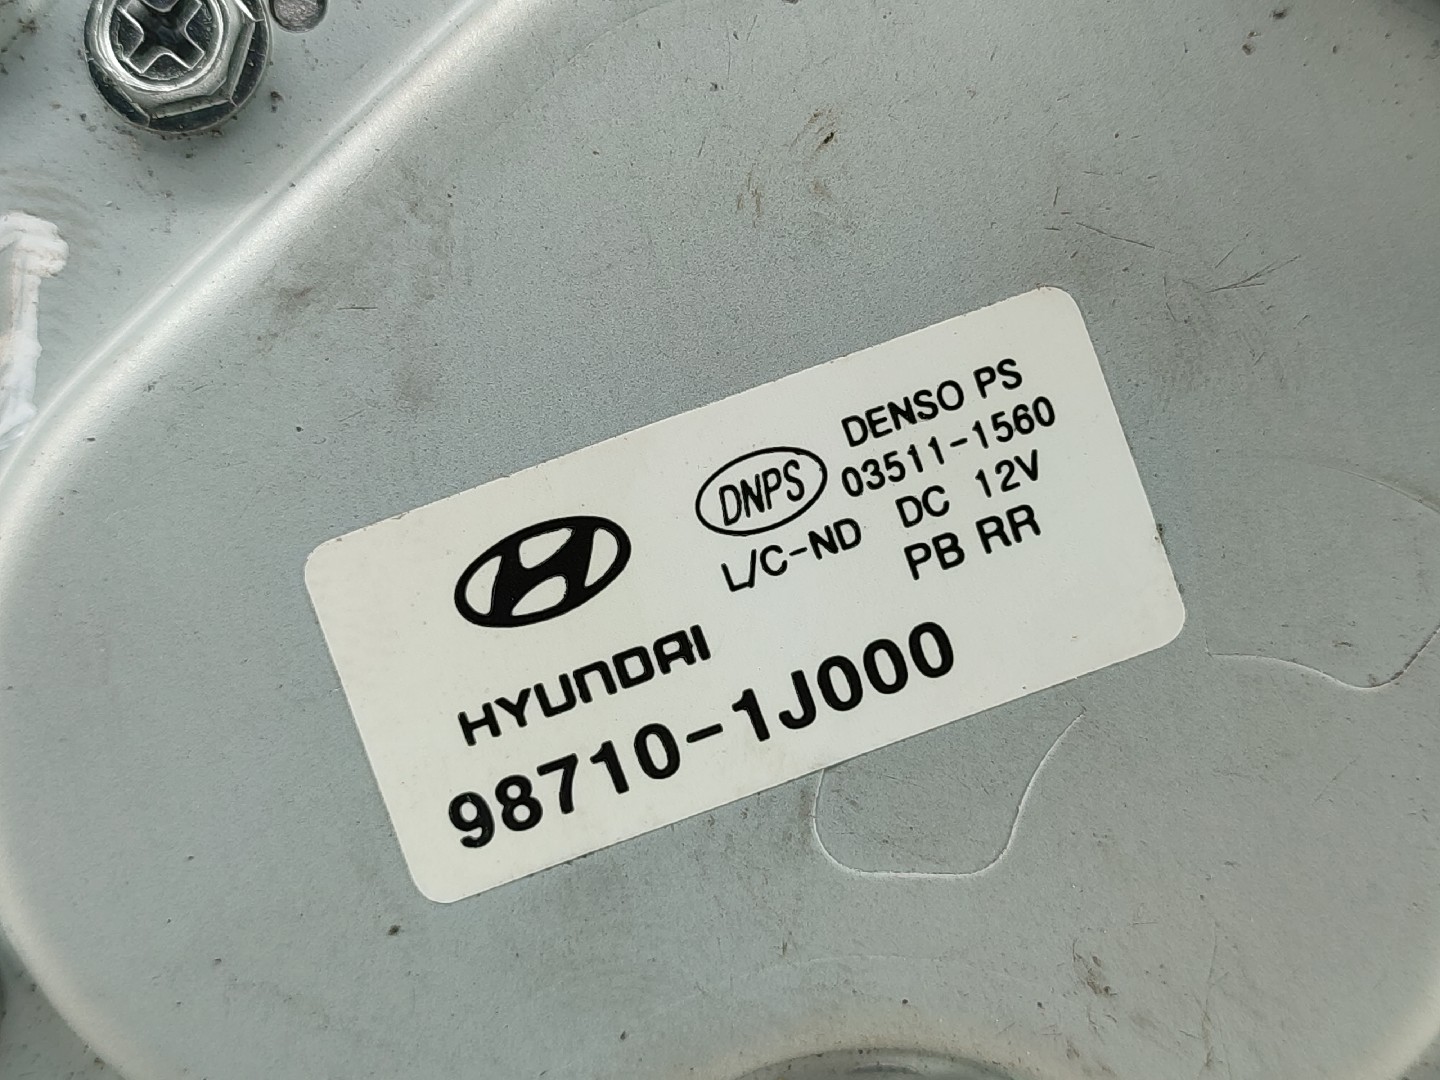 DENSO PS
DNPS 03511-1560
L/C-ND DC 12V
PB RR
HYUNDAI
98710-1J000